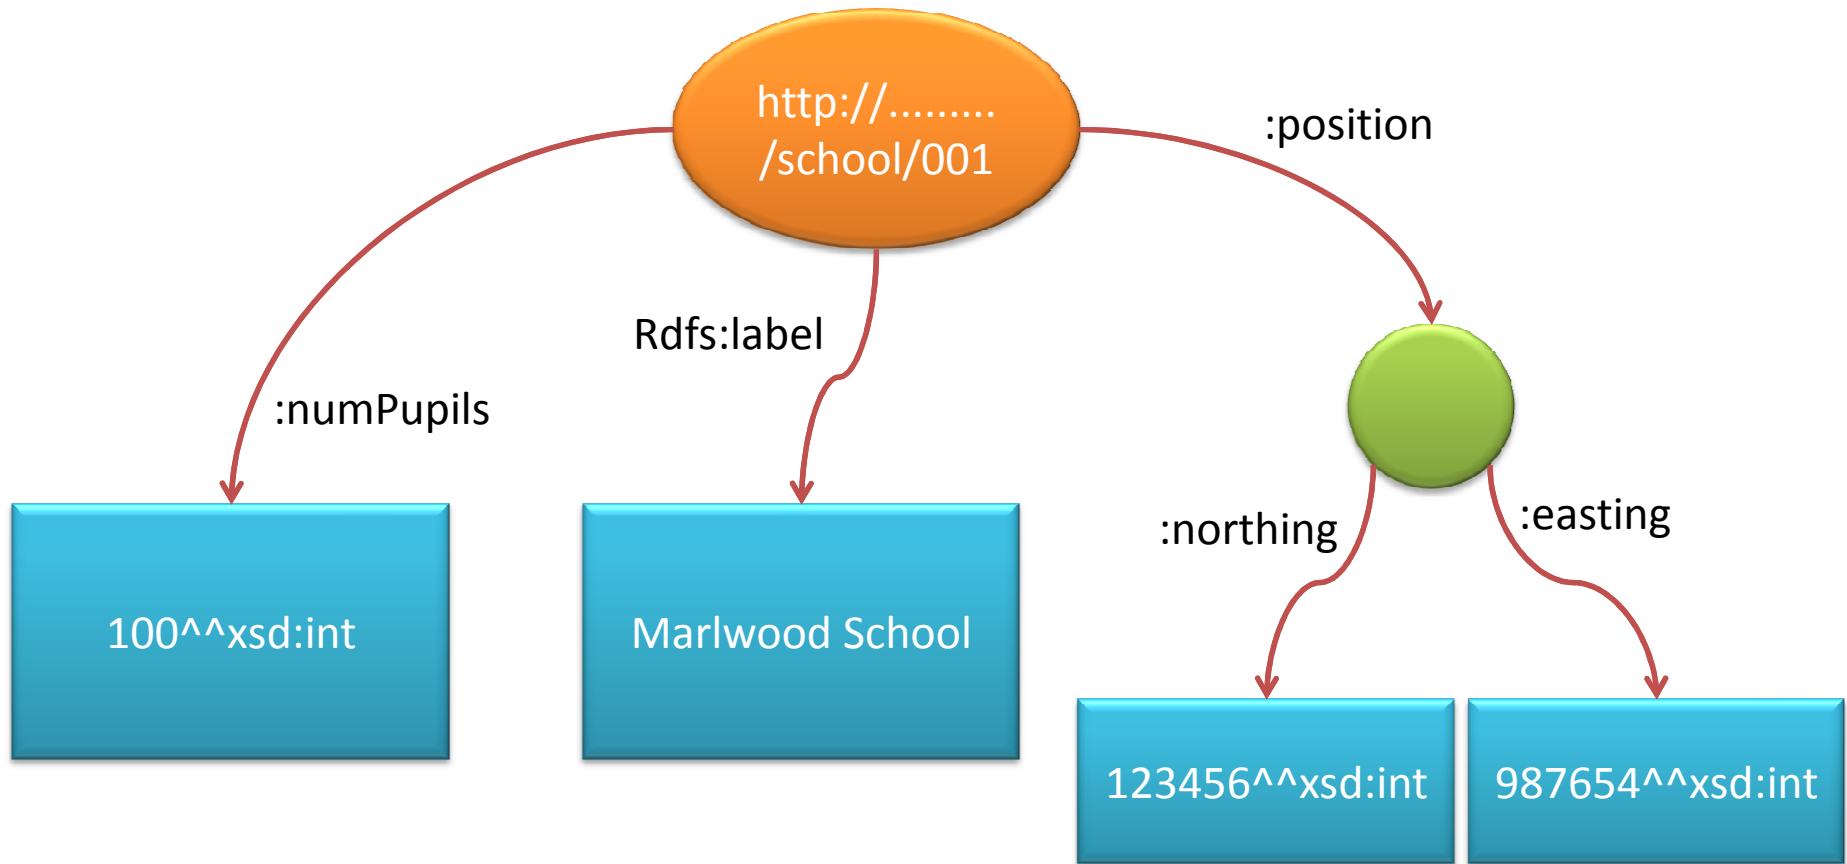 http://.........
/school/001
:position
Rdfs:label
:numPupils
:northing
:easting
100^^xsd:int
Marlwood School
123456^^xsd:int
987654^^xsd:int